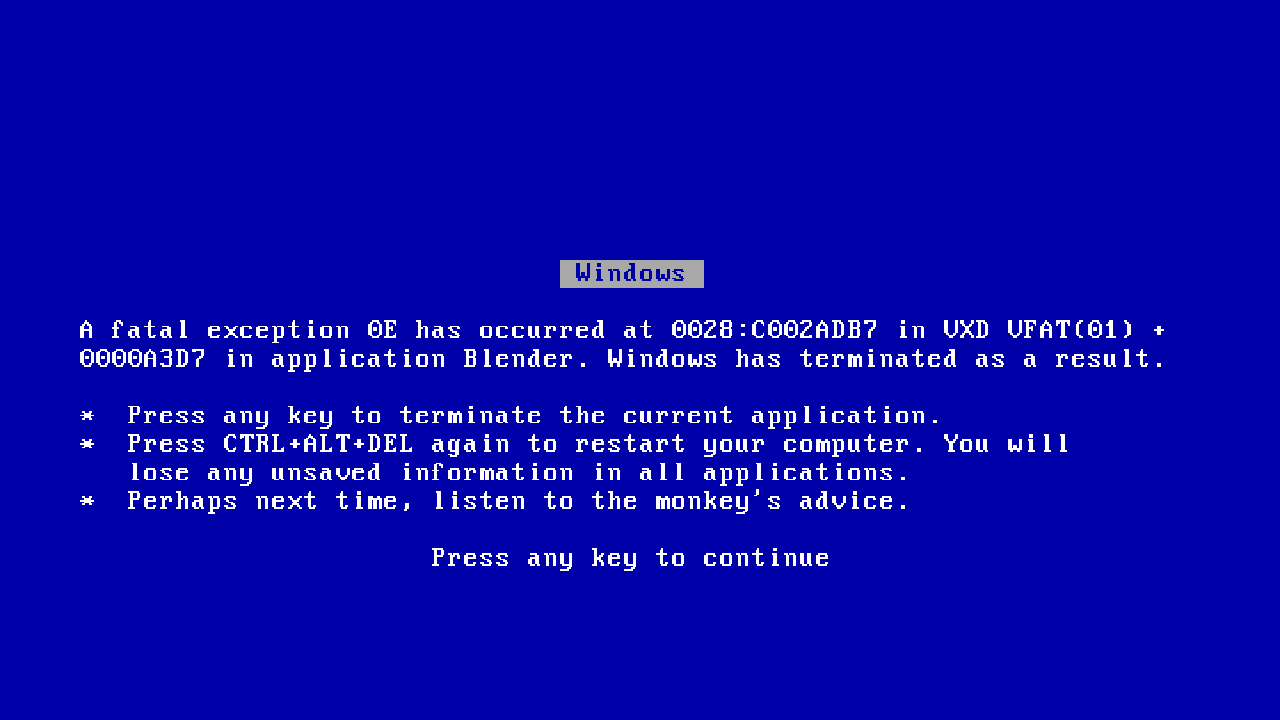 Windows
A fatal exception 0E has occurred at 0028:C002ADB7 in VXD VFAT(01) +
0000A3D7 in application Blender. Windows has terminated as a result.
* Press any key to terminate the current application.
* Press CTRL+ALT+DEL again to restart your computer. You will
lose any unsaved information in all applications.
* Perhaps next time, listen to the monkey's advice.
Press any key to continue